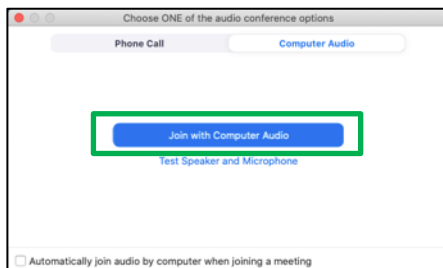 Choose ONE of the audio conference options
Phone Call
Computer Audio
Join with Computer Audio
Test Speaker and Microphone
Automatically join audio by computer when joining a meeting